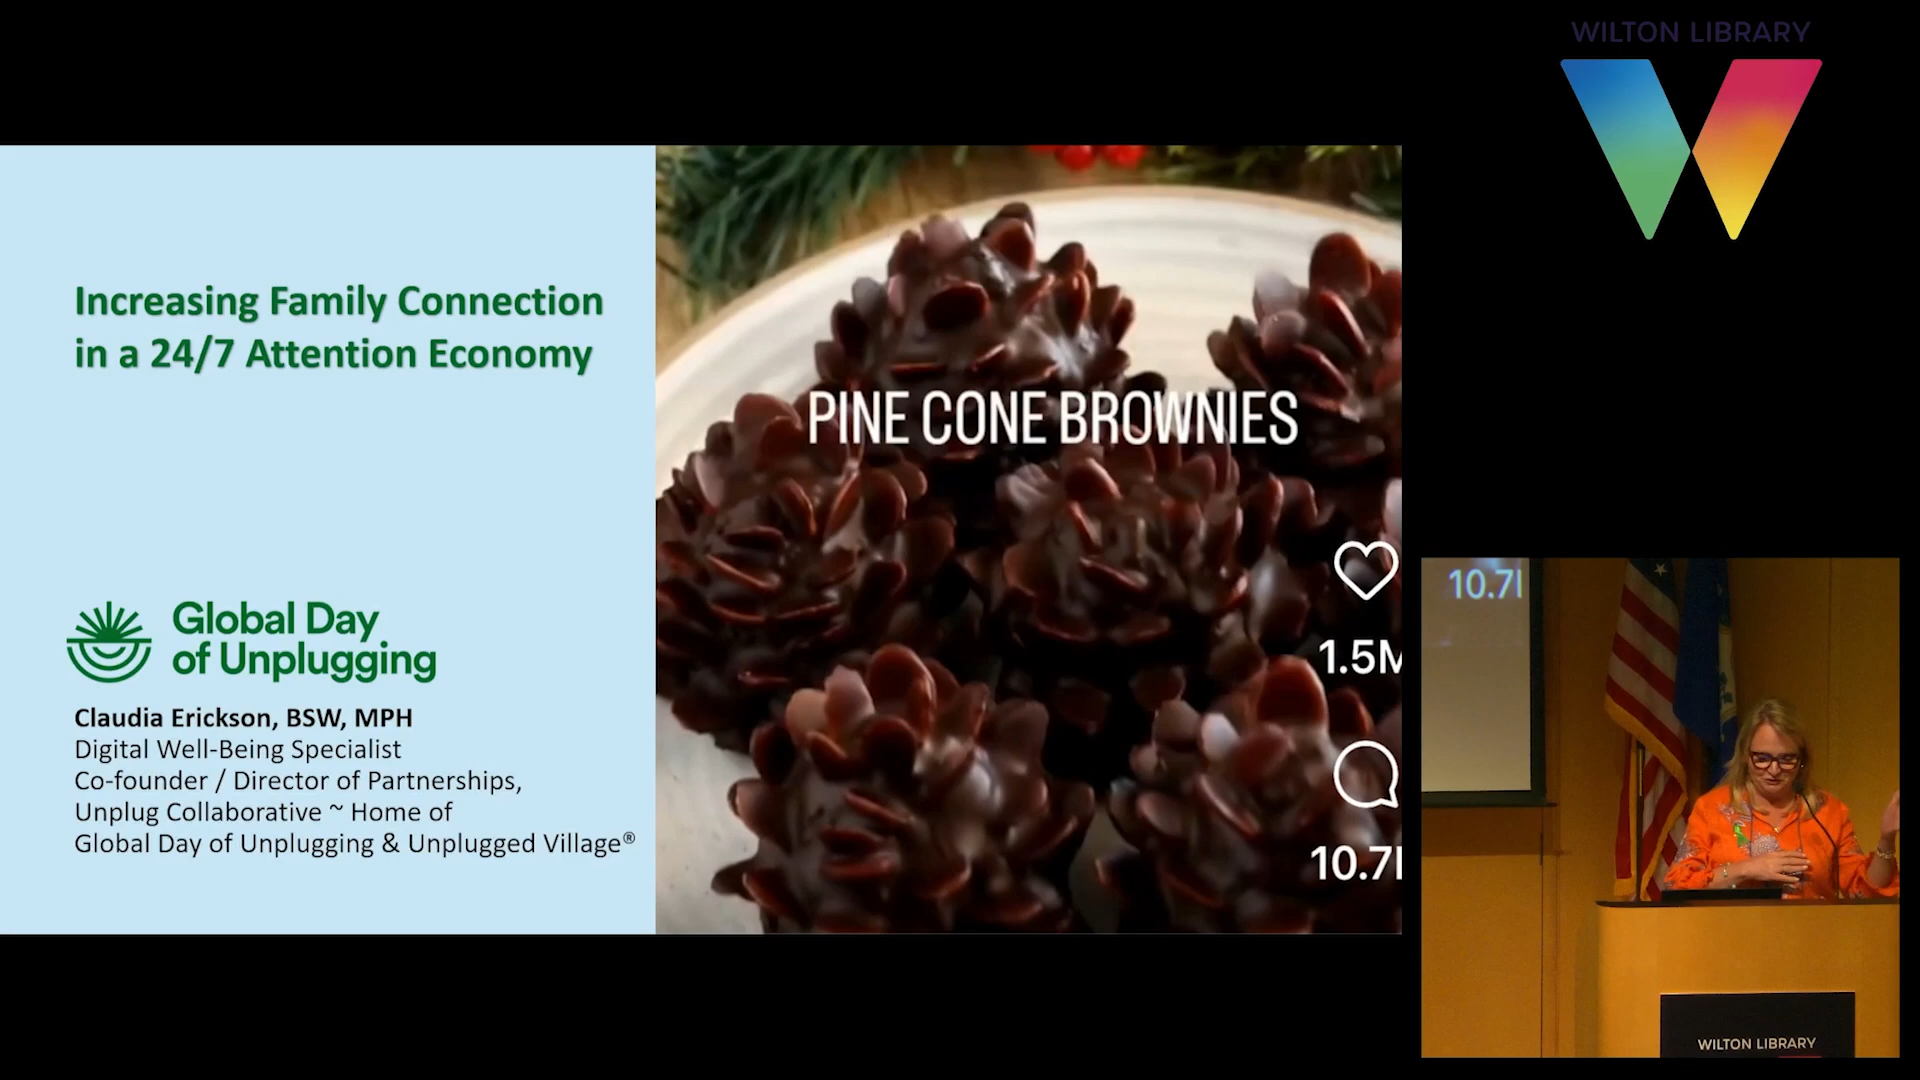 WILTON LIBRARY
Increasing Family Connection
in a 24/7 Attention Economy
Global Day
of Unplugging
Claudia Erickson, BSW, MPH
Digital Well-Being Specialist
Co-founder / Director of Partnerships,
Unplug Collaborative ~ Home of
Global Day of Unplugging & Unplugged Village®
PINE CONE BROWNIES
1.5M
10.7
10.7
WILTON LIBRARY